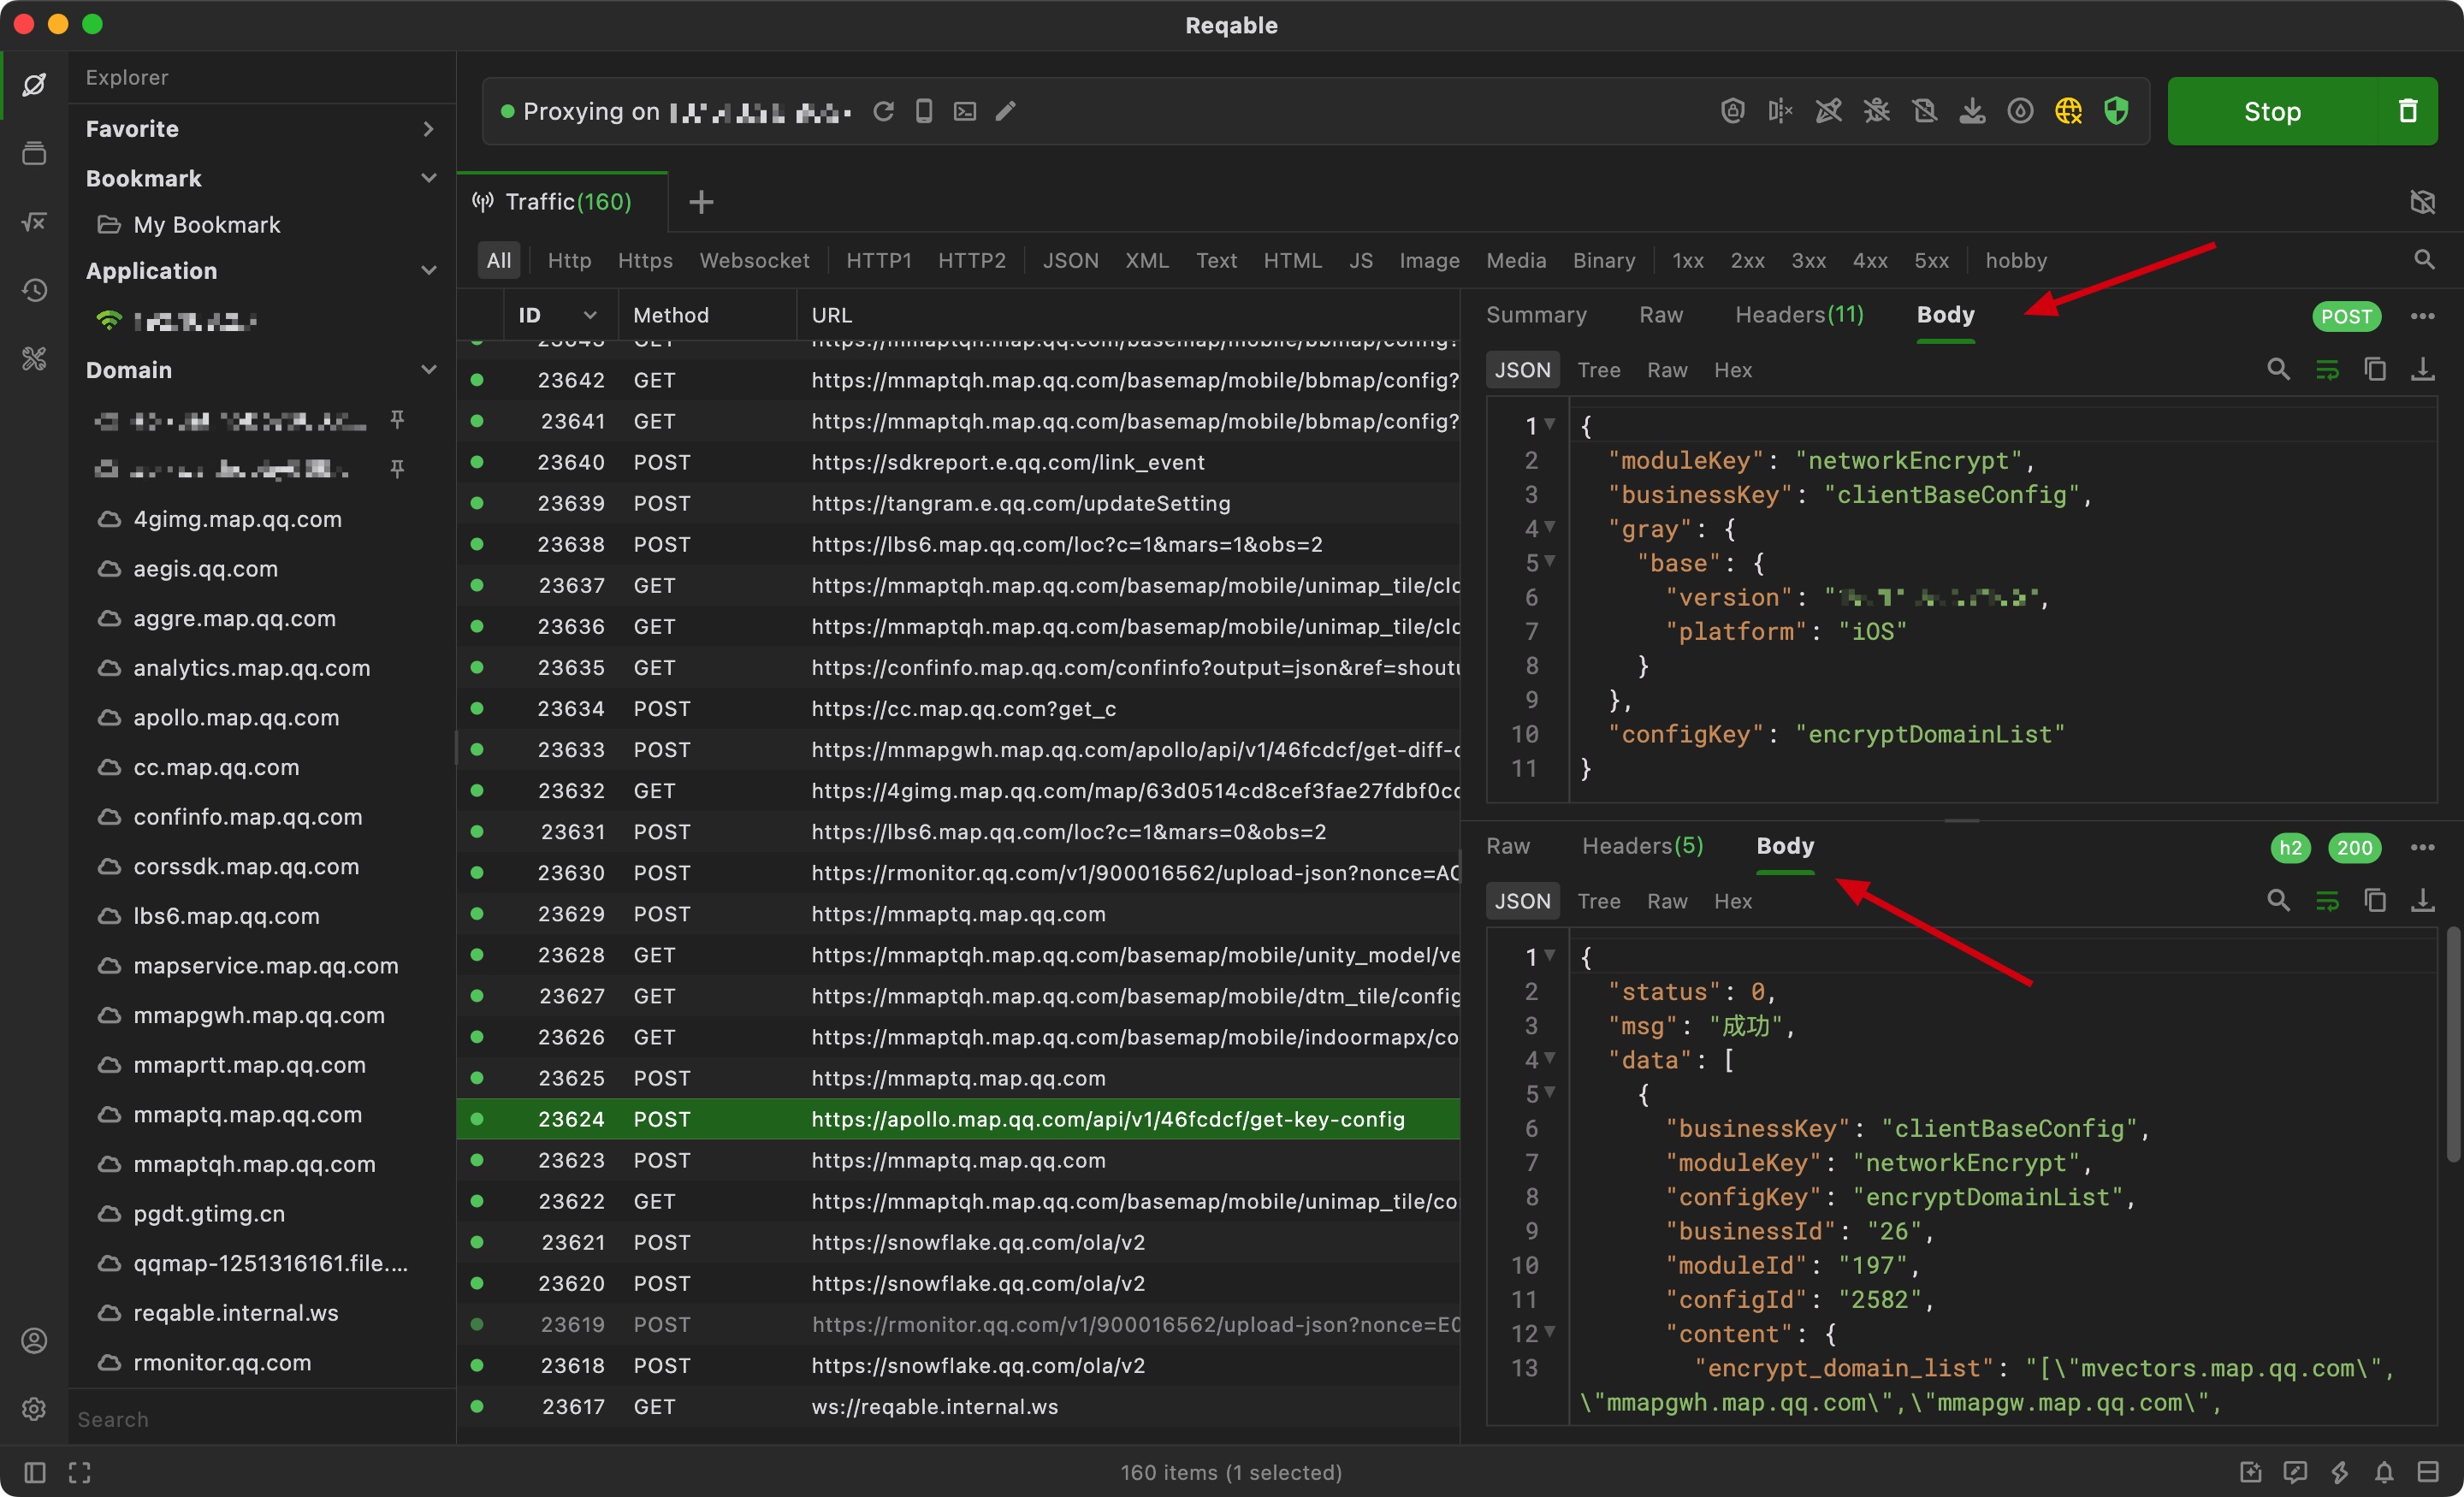 Reqable
Explorer
Favorite
Bookmark
My Bookmark
Application
Domain
4gimg.map.qq.com
aegis.qq.com
aggre.map.qq.com
analytics.map.qq.com
apollo.map.qq.com
cc.map.qq.com
confinfo.map.qq.com
corssdk.map.qq.com
lbs6.map.qq.com
mapservice.map.qq.com
mmapgwh.map.qq.com
mmaprtt.map.qq.com
mmaptq.map.qq.com
mmaptqh.map.qq.com
pgdt.gtimg.cn
qqmap-1251316161.file....
reqable.internal.ws
rmonitor.qq.com
Search
Proxying on
Stop
Traffic(160)
All Http Https Websocket HTTP1 HTTP2 JSON XML Text HTML JS Image Media Binary 1xx 2xx 3xx 4xx 5xx hobby
ID Method URL
23643 GET https://mmaptqh.map.qq.com/basemap/mobile/bbmap/config?
23642 GET https://mmaptqh.map.qq.com/basemap/mobile/bbmap/config?
23641 GET https://mmaptqh.map.qq.com/basemap/mobile/bbmap/config?
23640 POST https://sdkreport.e.qq.com/link_event
23639 POST https://tangram.e.qq.com/updateSetting
23638 POST https://lbs6.map.qq.com/loc?c=1&mars=1&obs=2
23637 GET https://mmaptqh.map.qq.com/basemap/mobile/unimap_tile/clo
23636 GET https://mmaptqh.map.qq.com/basemap/mobile/unimap_tile/clo
23635 GET https://confinfo.map.qq.com/confinfo?output=json&ref=shoutu
23634 POST https://cc.map.qq.com?get_c
23633 POST https://mmapgwh.map.qq.com/apollo/api/v1/46fcdcf/get-diff-c
23632 GET https://4gimg.map.qq.com/map/63d0514cd8cef3fae27fdbf0cc
23631 POST https://lbs6.map.qq.com/loc?c=1&mars=0&obs=2
23630 POST https://rmonitor.qq.com/v1/900016562/upload-json?nonce=AC
23629 POST https://mmaptq.map.qq.com
23628 GET https://mmaptqh.map.qq.com/basemap/mobile/unity_model/ve
23627 GET https://mmaptqh.map.qq.com/basemap/mobile/dtm_tile/config
23626 GET https://mmaptqh.map.qq.com/basemap/mobile/indoormapx/co
23625 POST https://mmaptq.map.qq.com
23624 POST https://apollo.map.qq.com/api/v1/46fcdcf/get-key-config
23623 POST https://mmaptq.map.qq.com
23622 GET https://mmaptqh.map.qq.com/basemap/mobile/unimap_tile/co
23621 POST https://snowflake.qq.com/ola/v2
23620 POST https://snowflake.qq.com/ola/v2
23619 POST https://rmonitor.qq.com/v1/900016562/upload-json?nonce=E0
23618 POST https://snowflake.qq.com/ola/v2
23617 GET ws://reqable.internal.ws
Summary Raw Headers(11) Body POST
JSON Tree Raw Hex
1 {
2 "moduleKey": "networkEncrypt",
3 "businessKey": "clientBaseConfig",
4 "gray": {
5 "base": {
6 "version": "",
7 "platform": "iOS"
8 }
9 },
10 "configKey": "encryptDomainList"
11 }
Raw Headers(5) Body h2 200
JSON Tree Raw Hex
1 {
2 "status": 0,
3 "msg": "成功",
4 "data": [
5 {
6 "businessKey": "clientBaseConfig",
7 "moduleKey": "networkEncrypt",
8 "configKey": "encryptDomainList",
9 "businessId": "26",
10 "moduleId": "197",
11 "configId": "2582",
12 "content": {
13 "encrypt_domain_list": "[\"mvectors.map.qq.com\",
\"mmapgwh.map.qq.com\",\"mmapgw.map.qq.com\",
160 items (1 selected)